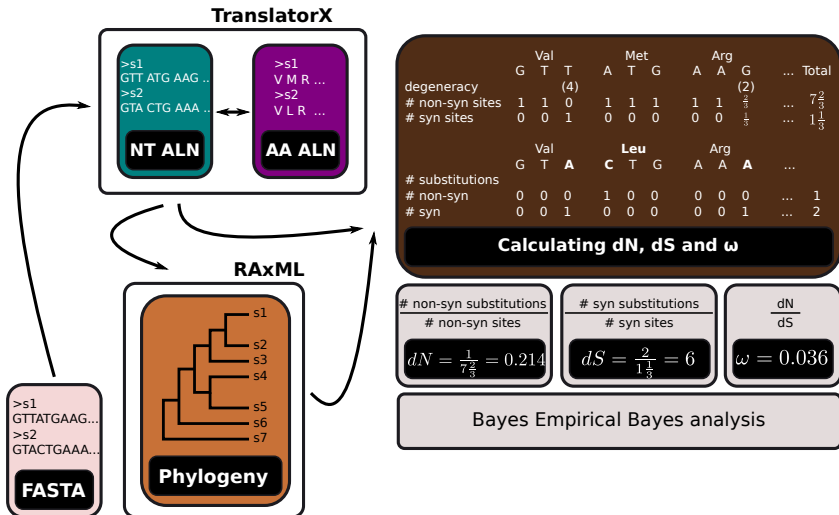 TranslatorX
>s1
GTT ATG AAG ...
>s2
GTA CTG AAA ...
NT ALN
>s1
V M R ...
>s2
V L R ...
AA ALN
RAxML
s1
s2
s3
s4
s5
s6
s7
Phylogeny
>s1
GTTATGAAG...
>s2
GTACTGAAA...
FASTA
Val Met Arg
G T T A T G A A G ... Total
degeneracy (4) (2)
# non-syn sites 1 1 0 1 1 1 1 1 2/3 ... 7 2/3
# syn sites 0 0 1 0 0 0 0 0 1/3 ... 1 1/3
Val Leu Arg
G T A C T G A A A ...
# substitutions
# non-syn 0 0 0 1 0 0 0 0 0 ... 1
# syn 0 0 1 0 0 0 0 0 1 ... 2
Calculating dN, dS and ω
# non-syn substitutions
# non-syn sites
dN = 1 / 7 2/3 = 0.214
# syn substitutions
# syn sites
dS = 2 / 1 1/3 = 6
dN
dS
ω = 0.036
Bayes Empirical Bayes analysis